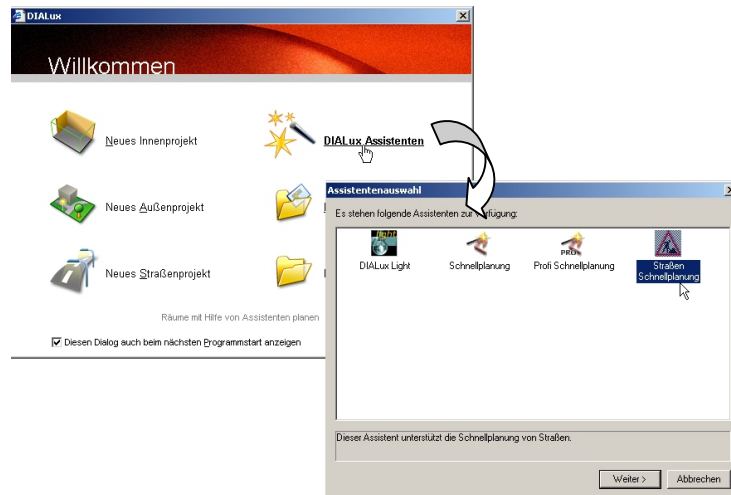 DIALux
Willkommen
Neues Innenprojekt
DIALux Assistenten
Neues Außenprojekt
Neues Straßenprojekt
Räume mit Hilfe von Assistenten planen
Diesen Dialog auch beim nächsten Programmstart anzeigen
Assistentenauswahl
Es stehen folgende Assistenten zur Verfügung:
light
PRO
DIALux Light
Schnellplanung
Profi Schnellplanung
Straßen
Schnellplanung
Dieser Assistent unterstützt die Schnellplanung von Straßen.
Weiter >
Abbrechen